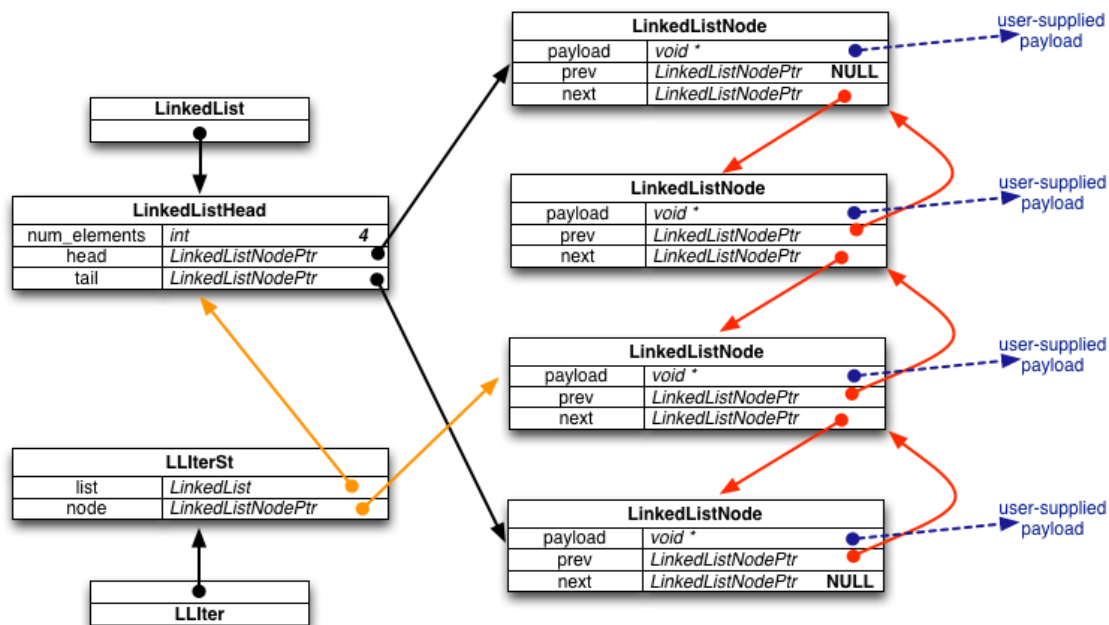 LinkedList
LinkedListHead
num_elements int 4
head LinkedListNodePtr
tail LinkedListNodePtr
LLIterSt
list LinkedList
node LinkedListNodePtr
LLIter
LinkedListNode
payload void *
prev LinkedListNodePtr NULL
next LinkedListNodePtr
user-supplied
payload
LinkedListNode
payload void *
prev LinkedListNodePtr
next LinkedListNodePtr
user-supplied
payload
LinkedListNode
payload void *
prev LinkedListNodePtr
next LinkedListNodePtr
user-supplied
payload
LinkedListNode
payload void *
prev LinkedListNodePtr
next LinkedListNodePtr NULL
user-supplied
payload